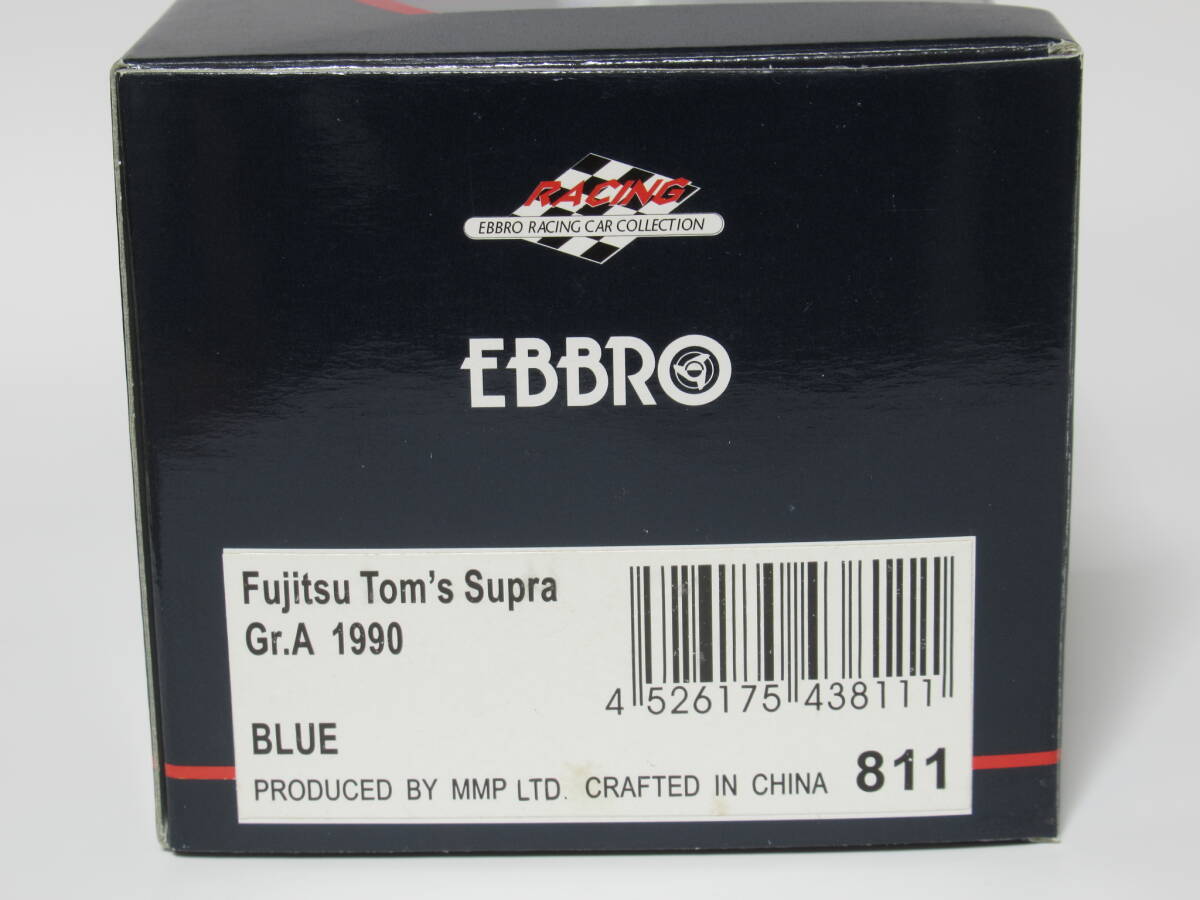 RACING
EBBRO RACING CAR COLLECTION
EBBRO
Fujitsu Tom's Supra
Gr.A 1990
4 526175 438111
BLUE
PRODUCED BY MMP LTD. CRAFTED IN CHINA 811